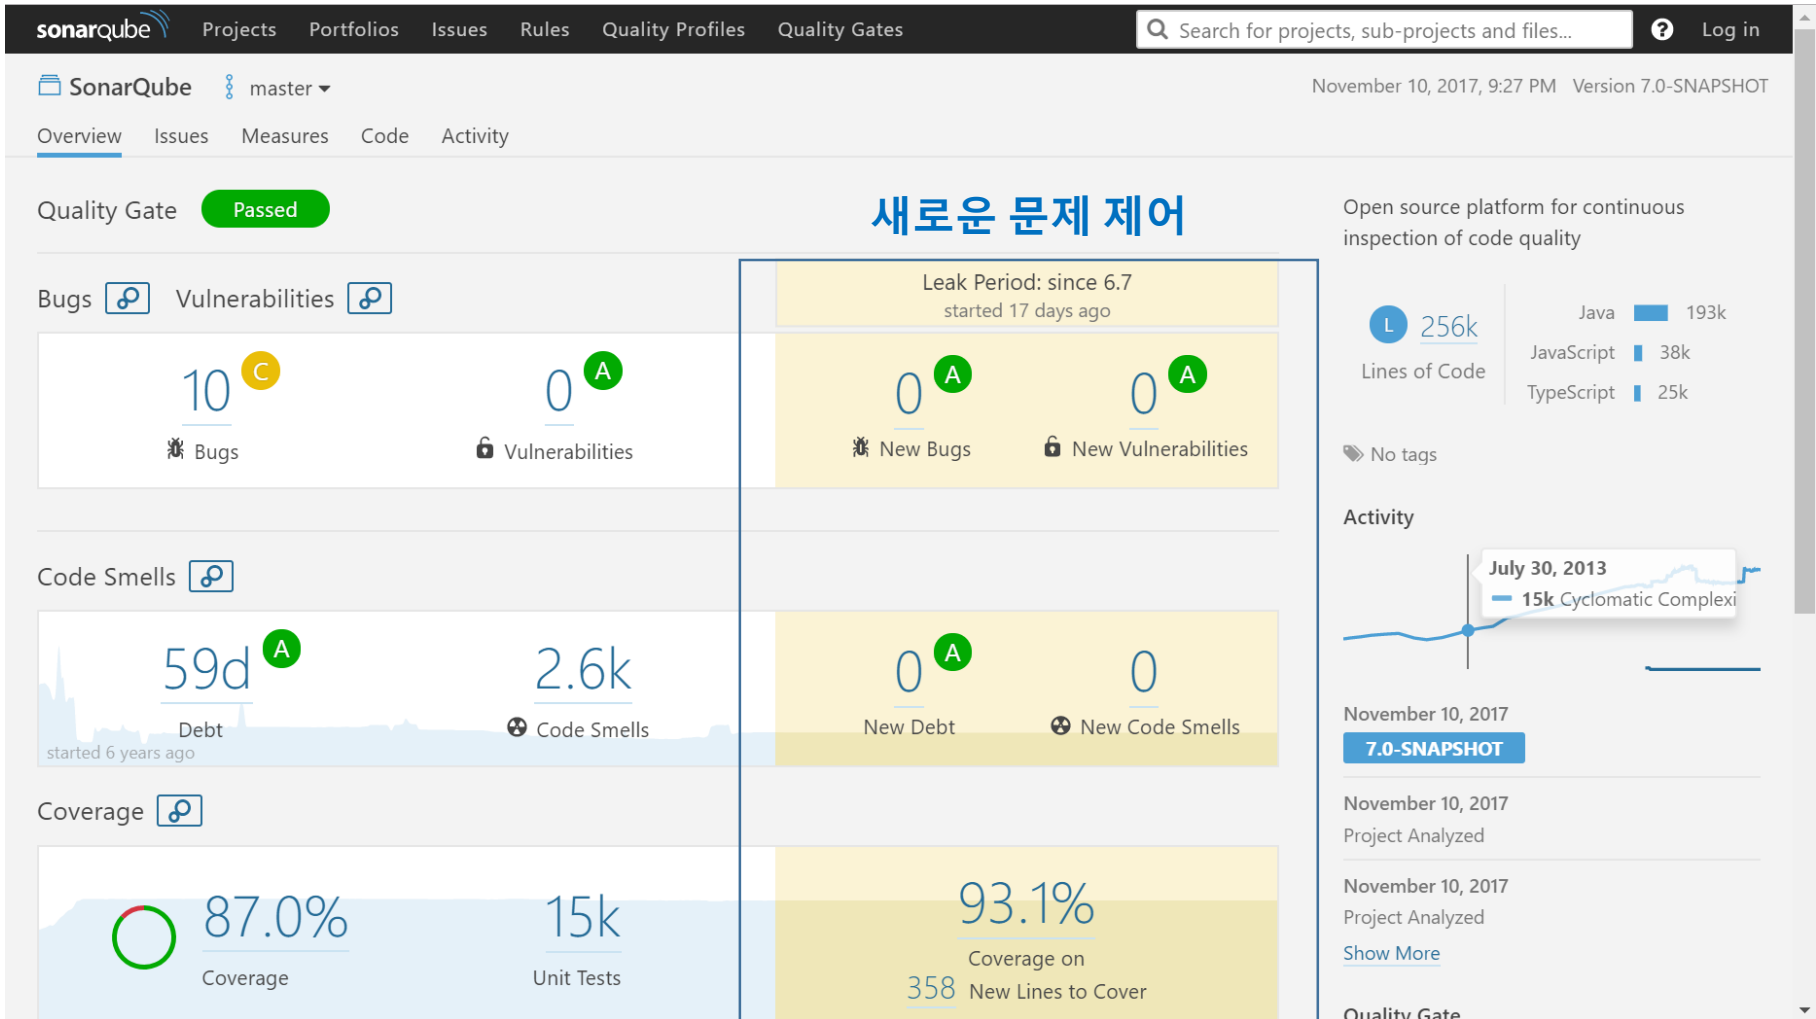 sonarqube Projects Portfolios Issues Rules Quality Profiles Quality Gates Search for projects, sub-projects and files... ? Log in
SonarQube master November 10, 2017, 9:27 PM Version 7.0-SNAPSHOT
Overview Issues Measures Code Activity
Quality Gate Passed
새로운 문제 제어
Bugs Vulnerabilities
Leak Period: since 6.7
started 17 days ago
10 C 0 A 0 A 0 A
Bugs Vulnerabilities New Bugs New Vulnerabilities
Code Smells
59d A 2.6k 0 A 0
Debt Code Smells New Debt New Code Smells
started 6 years ago
Coverage
87.0% 15k 93.1%
Coverage Unit Tests Coverage on
358 New Lines to Cover
Open source platform for continuous
inspection of code quality
L 256k
Lines of Code
Java 193k
JavaScript 38k
TypeScript 25k
No tags
Activity
July 30, 2013
15k Cyclomatic Complexi
November 10, 2017
7.0-SNAPSHOT
November 10, 2017
Project Analyzed
November 10, 2017
Project Analyzed
Show More
Quality Gate